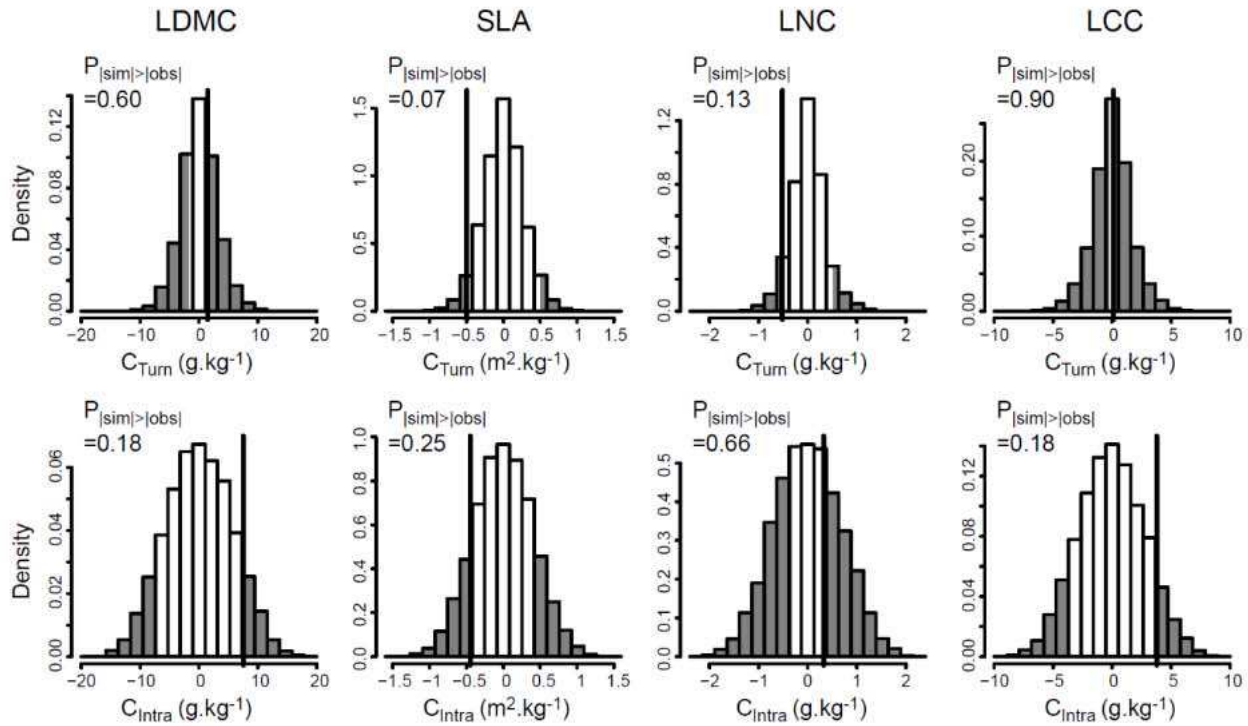 LDMC SLA LNC LCC
P|sim|>|obs| P|sim|>|obs| P|sim|>|obs| P|sim|>|obs|
=0.60 =0.07 =0.13 =0.90
Density
0.00 0.04 0.08 0.12
0.0 0.5 1.0 1.5
0.0 0.4 0.8 1.2
0.00 0.10 0.20
−20 −10 0 10 20
−1.5 −1 −0.5 0 0.5 1 1.5
−2 −1 0 1 2
−10 −5 0 5 10
CTurn (g.kg-1) CTurn (m2.kg-1) CTurn (g.kg-1) CTurn (g.kg-1)
P|sim|>|obs| P|sim|>|obs| P|sim|>|obs| P|sim|>|obs|
=0.18 =0.25 =0.66 =0.18
Density
0.00 0.02 0.04 0.06
0.0 0.2 0.4 0.6 0.8 1.0
0.0 0.1 0.2 0.3 0.4 0.5
0.00 0.04 0.08 0.12
−20 −10 0 10 20
−1.5 −1 −0.5 0 0.5 1 1.5
−2 −1 0 1 2
−10 −5 0 5 10
CIntra (g.kg-1) CIntra (m2.kg-1) CIntra (g.kg-1) CIntra (g.kg-1)